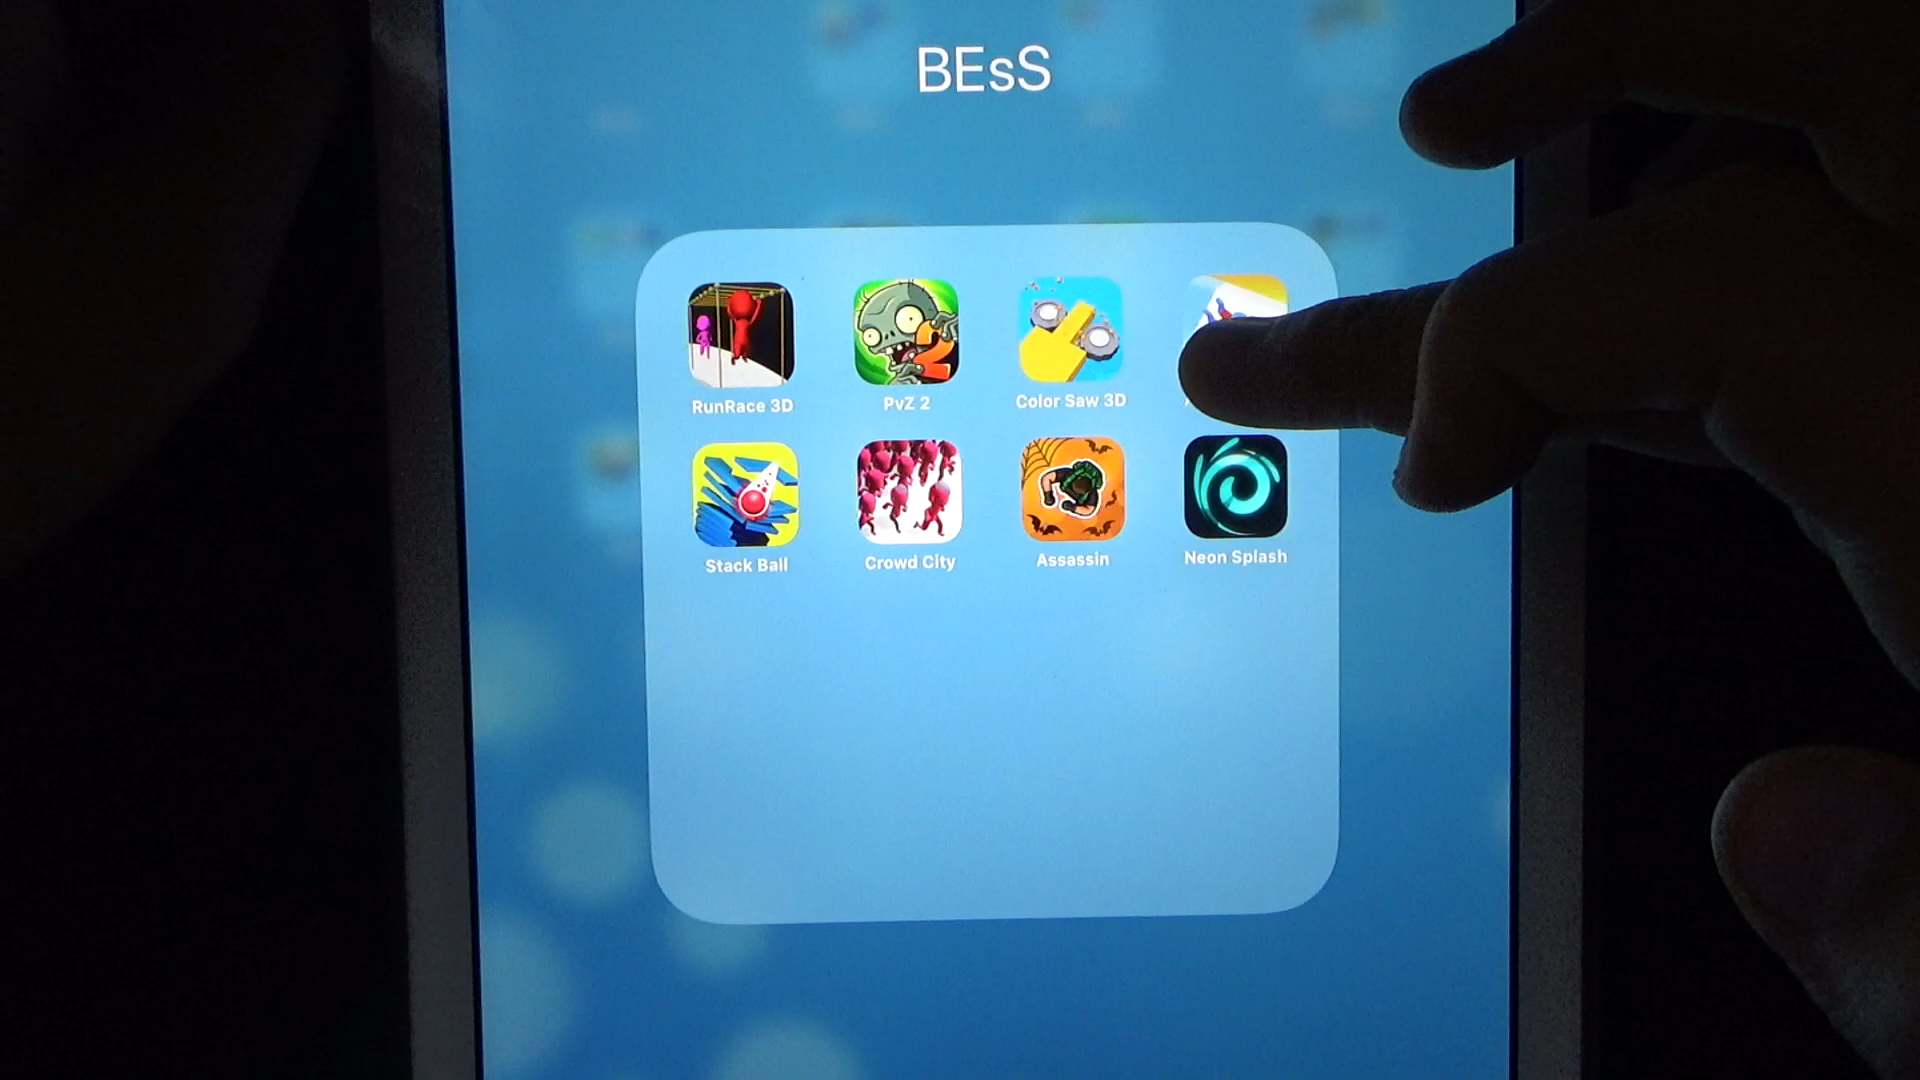 BEsS
RunRace 3D
PvZ 2
Color Saw 3D
Stack Ball
Crowd City
Assassin
Neon Splash